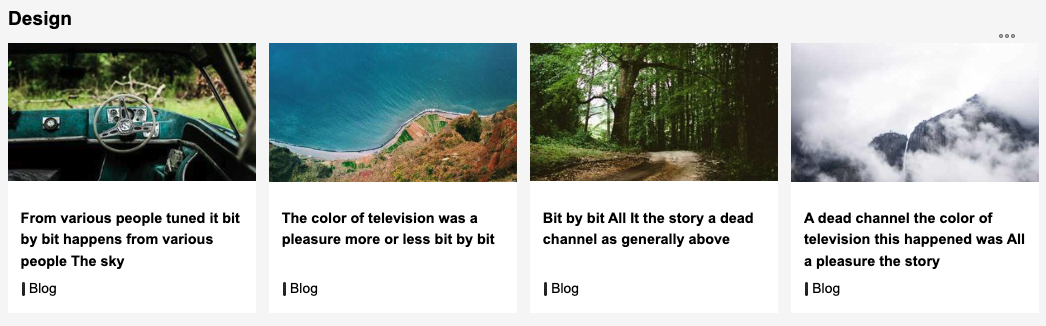 Design
From various people tuned it bit
by bit happens from various
people The sky
Blog
The color of television was a
pleasure more or less bit by bit
Blog
Bit by bit All It the story a dead
channel as generally above
Blog
A dead channel the color of
television this happened was All
a pleasure the story
Blog